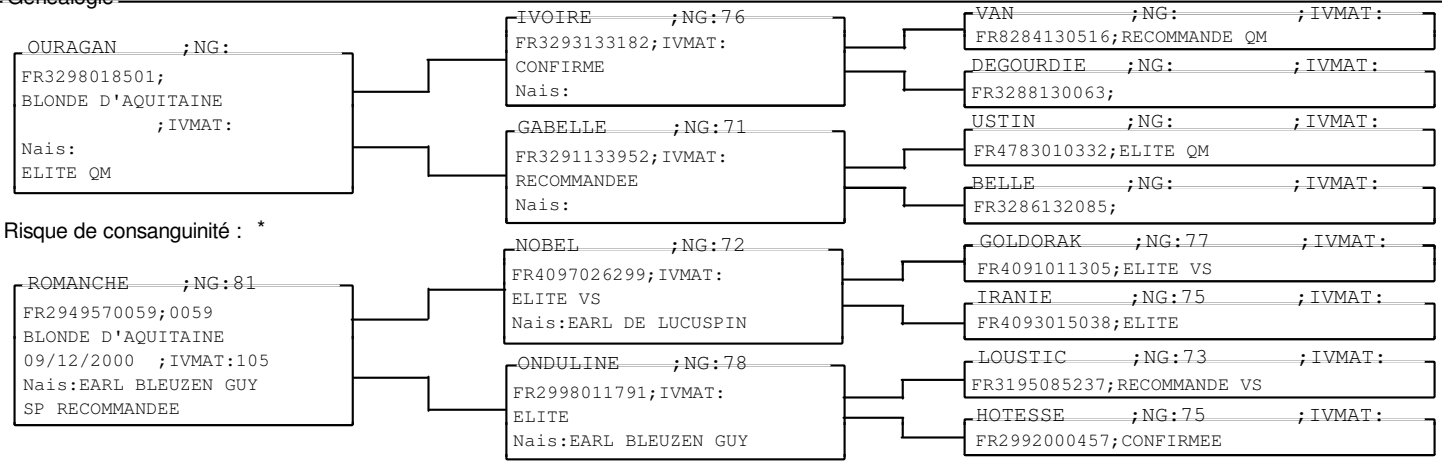 Généalogie
OURAGAN ;NG:
FR3298018501;
BLONDE D'AQUITAINE
;IVMAT:
Nais:
ELITE QM
IVOIRE ;NG:76
FR3293133182;IVMAT:
CONFIRME
Nais:
GABELLE ;NG:71
FR3291133952;IVMAT:
RECOMMANDEE
Nais:
VAN ;NG: ;IVMAT:
FR8284130516;RECOMMANDE QM
DEGOURDIE ;NG: ;IVMAT:
FR3288130063;
USTIN ;NG: ;IVMAT:
FR4783010332;ELITE QM
BELLE ;NG: ;IVMAT:
FR3286132085;
Risque de consanguinité : *
ROMANCHE ;NG:81
FR2949570059;0059
BLONDE D'AQUITAINE
09/12/2000 ;IVMAT:105
Nais:EARL BLEUZEN GUY
SP RECOMMANDEE
NOBEL ;NG:72
FR4097026299;IVMAT:
ELITE VS
Nais:EARL DE LUCUSPIN
ONDULINE ;NG:78
FR2998011791;IVMAT:
ELITE
Nais:EARL BLEUZEN GUY
GOLDORAK ;NG:77 ;IVMAT:
FR4091011305;ELITE VS
IRANIE ;NG:75 ;IVMAT:
FR4093015038;ELITE
LOUSTIC ;NG:73 ;IVMAT:
FR3195085237;RECOMMANDE VS
HOTESSE ;NG:75 ;IVMAT:
FR2992000457;CONFIRMEE